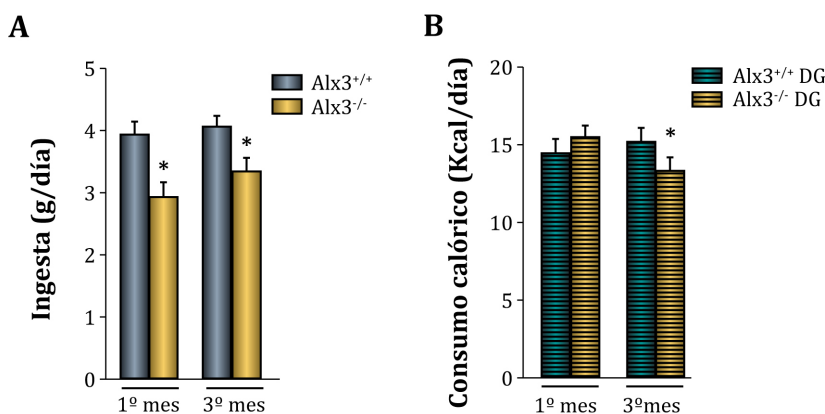 A
Ingesta (g/día)
5
4
3
2
1
0
Alx3+/+
Alx3-/-
*
*
1º mes
3º mes
B
Consumo calórico (Kcal/día)
20
15
10
5
0
Alx3+/+ DG
Alx3-/- DG
*
1º mes
3ºmes